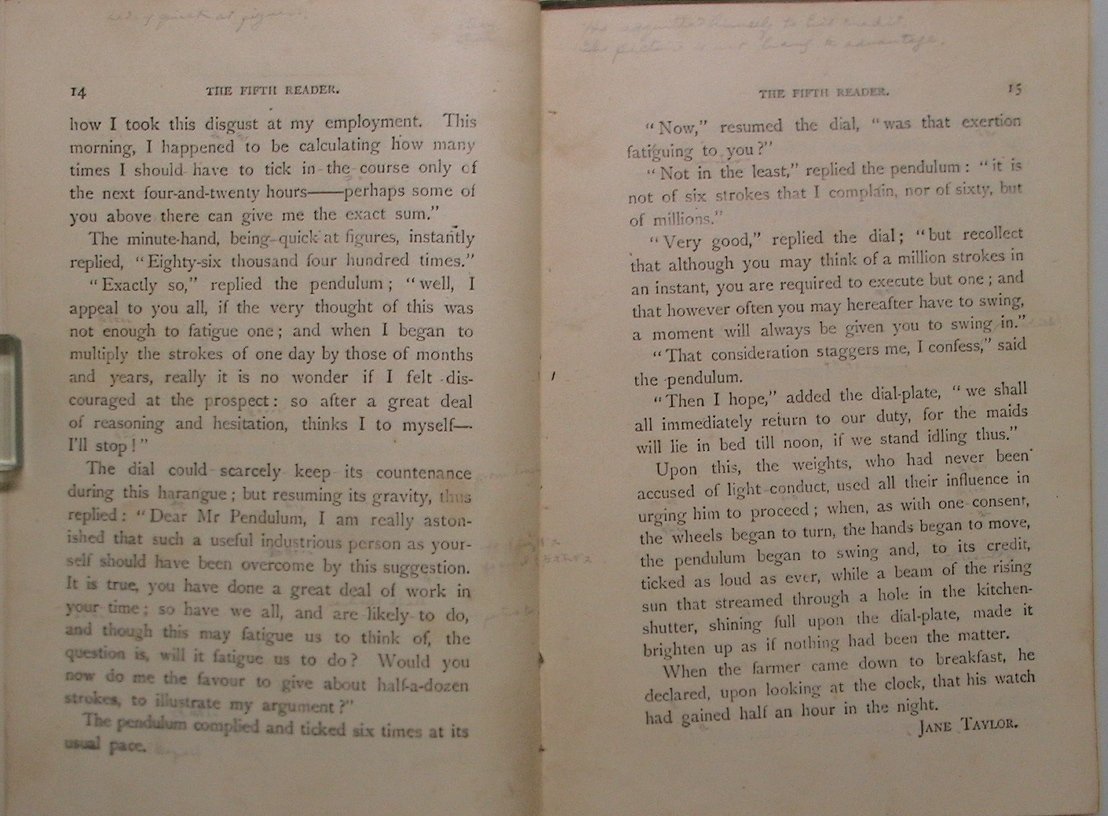 14
THE FIFTH READER.
how I took this disgust at my employment. This
morning, I happened to be calculating how many
times I should have to tick in the course only of
the next four-and-twenty hours——perhaps some of
you above there can give me the exact sum."
The minute-hand, being quick at figures, instantly
replied, "Eighty-six thousand four hundred times."
"Exactly so," replied the pendulum; "well, I
appeal to you all, if the very thought of this was
not enough to fatigue one; and when I began to
multiply the strokes of one day by those of months
and years, really it is no wonder if I felt dis-
couraged at the prospect: so after a great deal
of reasoning and hesitation, thinks I to myself—
I'll stop!"
The dial could scarcely keep its countenance
during this harangue; but resuming its gravity, thus
replied: "Dear Mr Pendulum, I am really aston-
ished that such a useful industrious person as your-
self should have been overcome by this suggestion.
It is true, you have done a great deal of work in
your time; so have we all, and are likely to do,
and though this may fatigue us to think of, the
question is, will it fatigue us to do? Would you
now do me the favour to give about half-a-dozen
strokes, to illustrate my argument?"
The pendulum complied and ticked six times at its
usual pace.
THE FIFTH READER.
15
"Now," resumed the dial, "was that exertion
fatiguing to you?"
"Not in the least," replied the pendulum: "it is
not of six strokes that I complain, nor of sixty, but
of millions."
"Very good," replied the dial; "but recollect
that although you may think of a million strokes in
an instant, you are required to execute but one; and
that however often you may hereafter have to swing,
a moment will always be given you to swing in."
"That consideration staggers me, I confess," said
the pendulum.
"Then I hope," added the dial-plate, "we shall
all immediately return to our duty, for the maids
will lie in bed till noon, if we stand idling thus."
Upon this, the weights, who had never been
accused of light conduct, used all their influence in
urging him to proceed; when, as with one consent,
the wheels began to turn, the hands began to move,
the pendulum began to swing and, to its credit,
ticked as loud as ever, while a beam of the rising
sun that streamed through a hole in the kitchen-
shutter, shining full upon the dial-plate, made it
brighten up as if nothing had been the matter.
When the farmer came down to breakfast, he
declared, upon looking at the clock, that his watch
had gained half an hour in the night.
JANE TAYLOR.